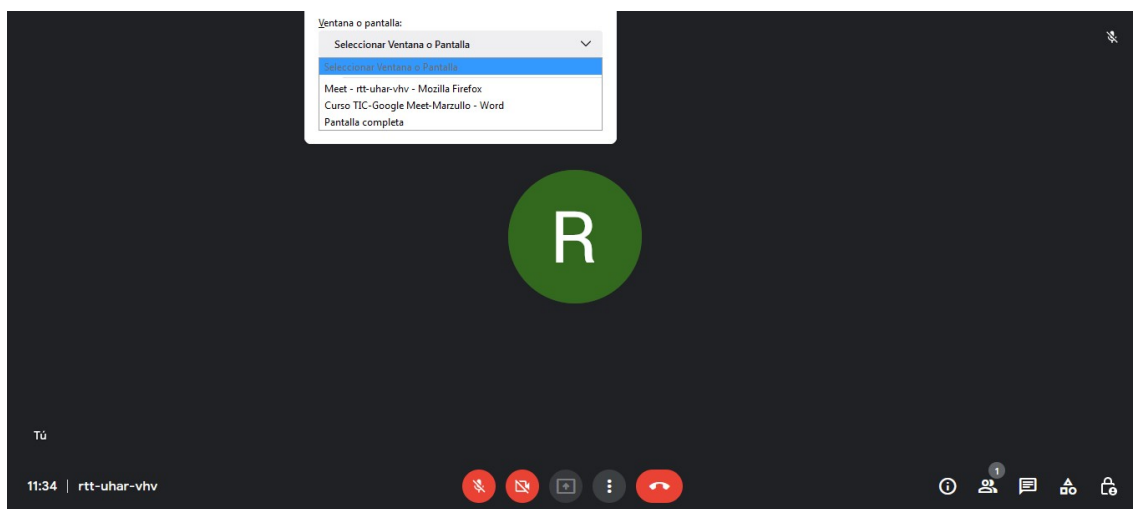 Ventana o pantalla:
Seleccionar Ventana o Pantalla
Seleccionar Ventana o Pantalla
Meet - rtt-uhar-vhv - Mozilla Firefox
Curso TIC-Google Meet-Marzullo - Word
Pantalla completa
R
Tú
1
11:34 | rtt-uhar-vhv